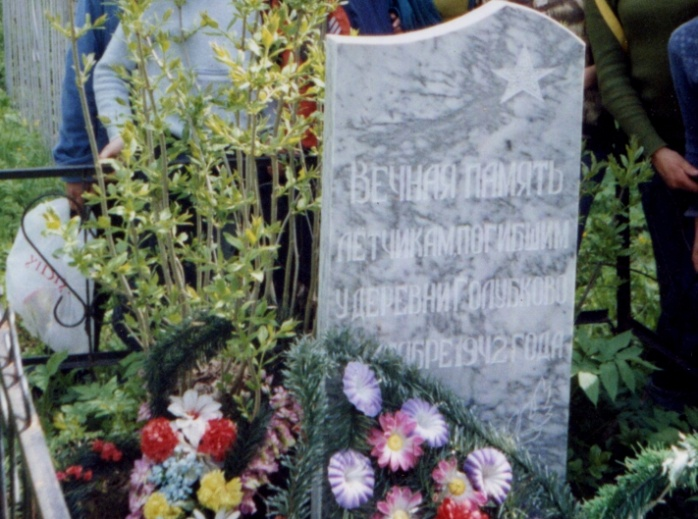 ВЕЧНАЯ ПАМЯТЬ
ЛЕТЧИКАМ ПОГИБШИМ
У ДЕРЕВНИ ГОЛУБКОВО
1942 ГОДА